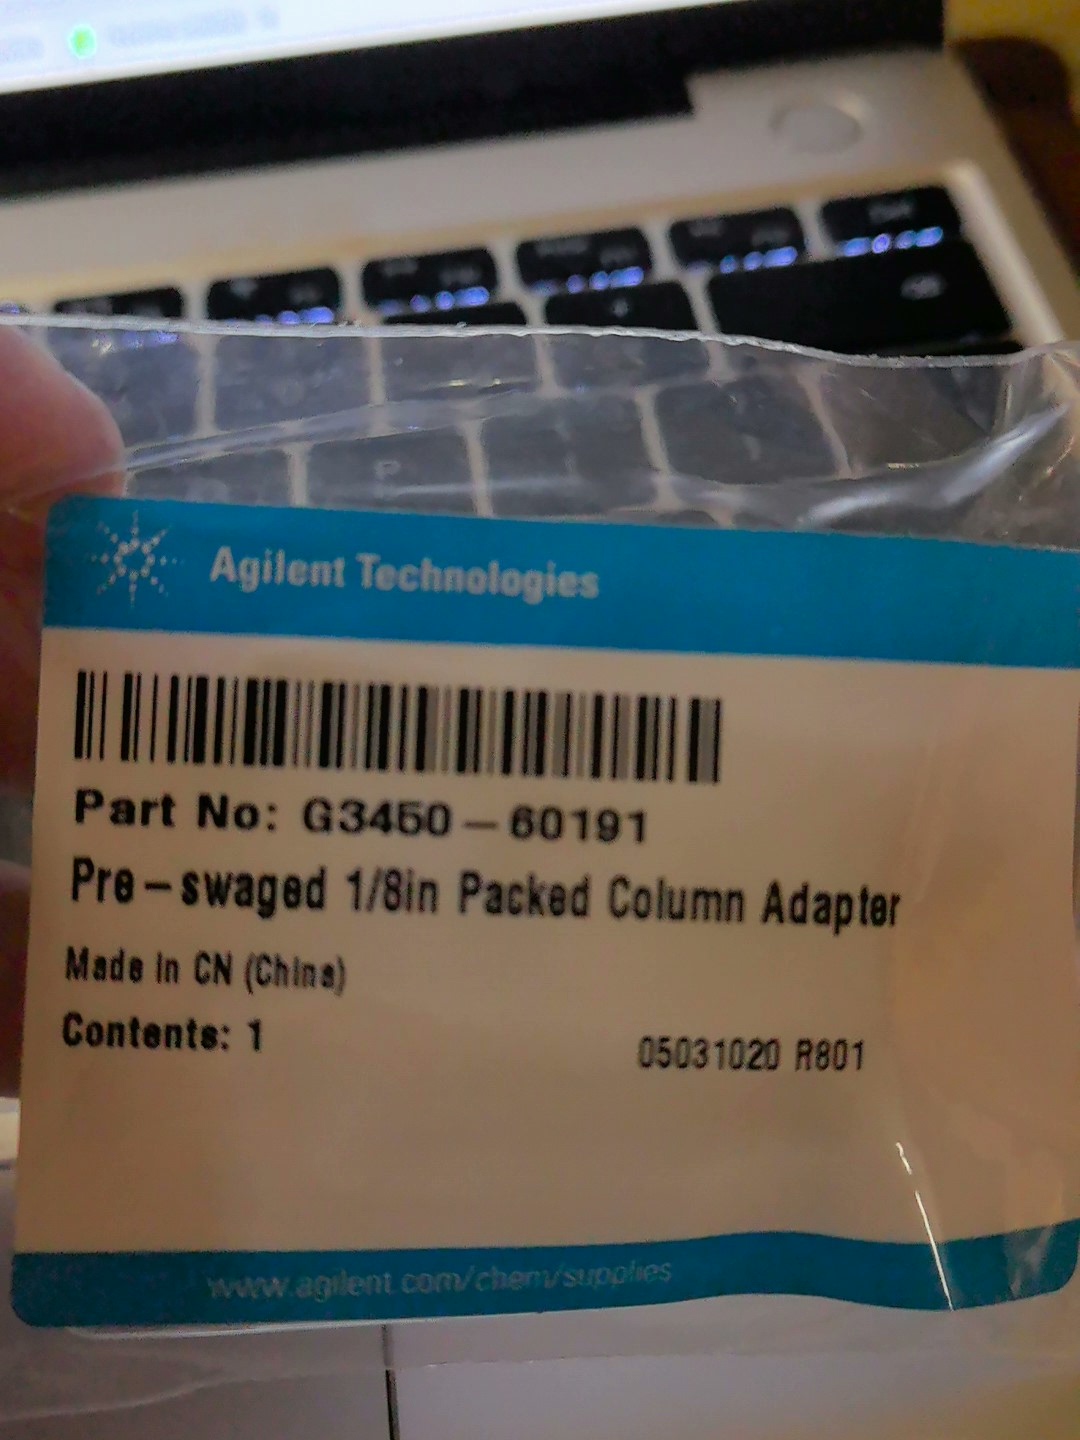 Agilent Technologies
Part No: G3450-60191
Pre-swaged 1/8in Packed Column Adapter
Made in CN (China)
Contents: 1
05031020 R801
www.agilent.com/chem/supplies